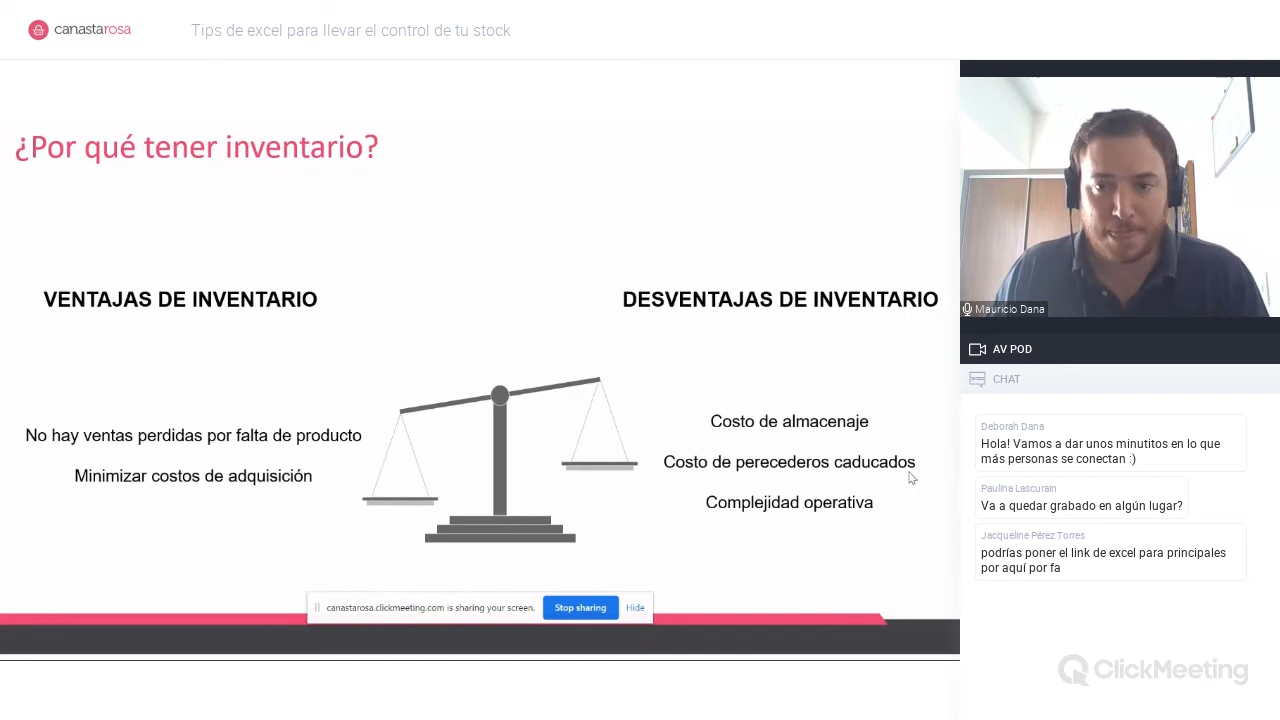 canastarosa
Tips de excel para llevar el control de tu stock
¿Por qué tener inventario?
VENTAJAS DE INVENTARIO
No hay ventas perdidas por falta de producto
Minimizar costos de adquisición
DESVENTAJAS DE INVENTARIO
Costo de almacenaje
Costo de perecederos caducados
Complejidad operativa
canastarosa.clickmeeting.com is sharing your screen.
Stop sharing
Hide
Mauricio Dana
AV POD
CHAT
Deborah Dana
Hola! Vamos a dar unos minutitos en lo que
más personas se conectan :)
Paulina Lascurain
Va a quedar grabado en algún lugar?
Jacqueline Pérez Torres
podrías poner el link de excel para principales
por aquí por fa
ClickMeeting